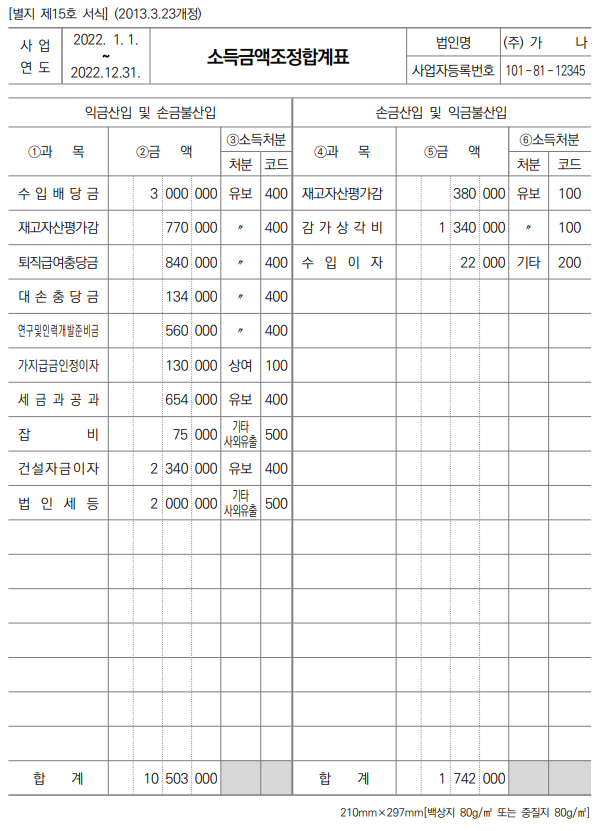 [별지 제15호 서식] (2013.3.23개정)
사 업 연 도
2022. 1. 1.
~
2022.12.31.
소득금액조정합계표
법인명 (주) 가 나
사업자등록번호 101-81-12345
익금산입 및 손금불산입 손금산입 및 익금불산입
①과 목 ②금 액 ③소득처분 ④과 목 ⑤금 액 ⑥소득처분
처분 코드 처분 코드
수 입 배 당 금 3 000 000 유보 400 재고자산평가감 380 000 유보 100
재고자산평가감 770 000 〃 400 감 가 상 각 비 1 340 000 〃 100
퇴직급여충당금 840 000 〃 400 수 입 이 자 22 000 기타 200
대 손 충 당 금 134 000 〃 400
연구및인력개발준비금 560 000 〃 400
가지급금인정이자 130 000 상여 100
세 금 과 공 과 654 000 유보 400
잡 비 75 000 기타 사외유출 500
건설자금이자 2 340 000 유보 400
법 인 세 등 2 000 000 기타 사외유출 500
합 계 10 503 000 합 계 1 742 000
210mm×297mm[백상지 80g/㎡ 또는 중질지 80g/㎡]